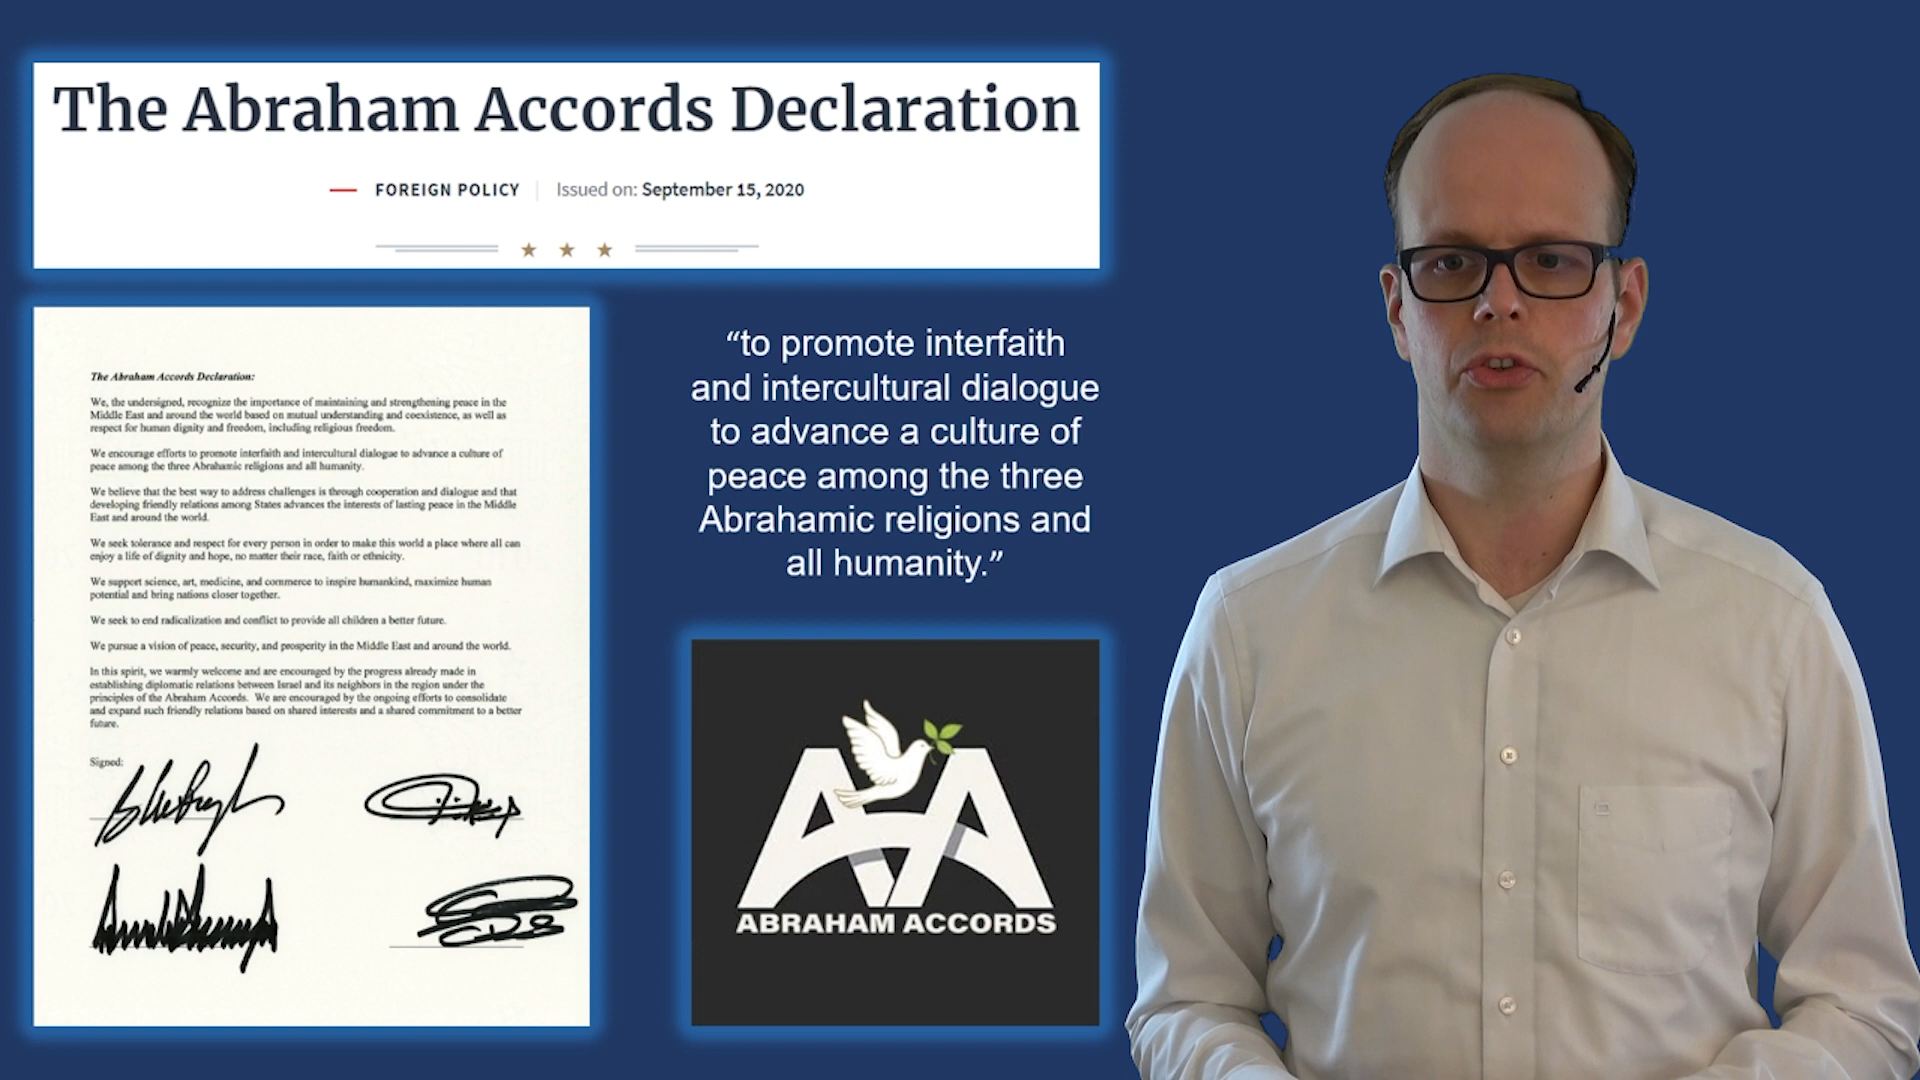 The Abraham Accords Declaration
FOREIGN POLICY
Issued on: September 15, 2020
The Abraham Accords Declaration:
We, the undersigned, recognize the importance of maintaining and strengthening peace in the
Middle East and around the world based on mutual understanding and coexistence, as well as
respect for human dignity and freedom, including religious freedom.
We encourage efforts to promote interfaith and intercultural dialogue to advance a culture of
peace among the three Abrahamic religions and all humanity.
We believe that the best way to address challenges is through cooperation and dialogue and that
developing friendly relations among States advances the interests of lasting peace in the Middle
East and around the world.
We seek tolerance and respect for every person in order to make this world a place where all can
enjoy a life of dignity and hope, no matter their race, faith or ethnicity.
We support science, art, medicine, and commerce to inspire humankind, maximize human
potential and bring nations closer together.
We seek to end radicalization and conflict to provide all children a better future.
We pursue a vision of peace, security, and prosperity in the Middle East and around the world.
In this spirit, we warmly welcome and are encouraged by the progress already made in
establishing diplomatic relations between Israel and its neighbors in the region under the
principles of the Abraham Accords. We are encouraged by the ongoing efforts to consolidate
and expand such friendly relations based on shared interests and a shared commitment to a better
future.
Signed:
“to promote interfaith
and intercultural dialogue
to advance a culture of
peace among the three
Abrahamic religions and
all humanity.”
AA
ABRAHAM ACCORDS